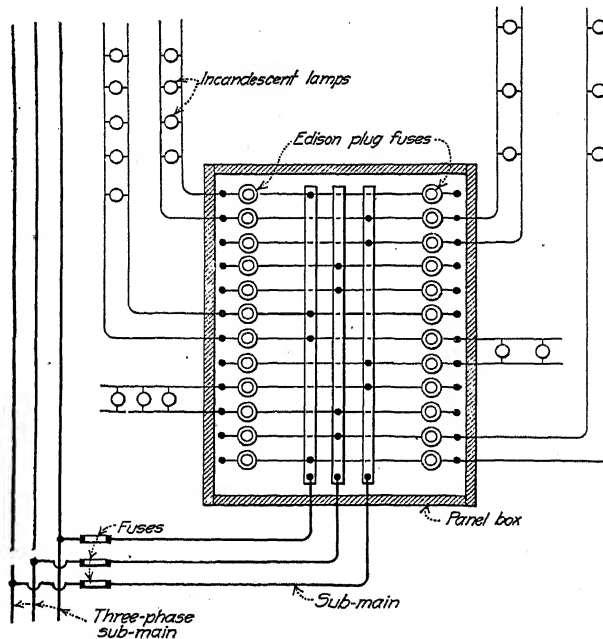 Incandescent lamps
Edison plug fuses
Fuses
Panel box
Sub-main
Three-phase
sub-main